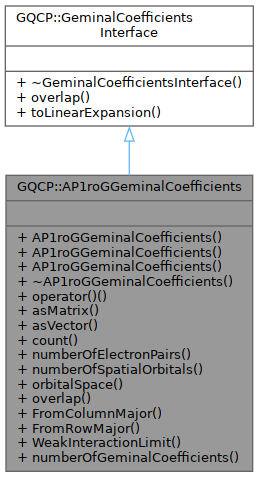 GQCP::GeminalCoefficients
Interface
+ ~GeminalCoefficientsInterface()
+ overlap()
+ toLinearExpansion()
GQCP::AP1roGGeminalCoefficients
+ AP1roGGeminalCoefficients()
+ AP1roGGeminalCoefficients()
+ AP1roGGeminalCoefficients()
+ ~AP1roGGeminalCoefficients()
+ operator()()
+ asMatrix()
+ asVector()
+ count()
+ numberOfElectronPairs()
+ numberOfSpatialOrbitals()
+ orbitalSpace()
+ overlap()
+ FromColumnMajor()
+ FromRowMajor()
+ WeakInteractionLimit()
+ numberOfGeminalCoefficients()